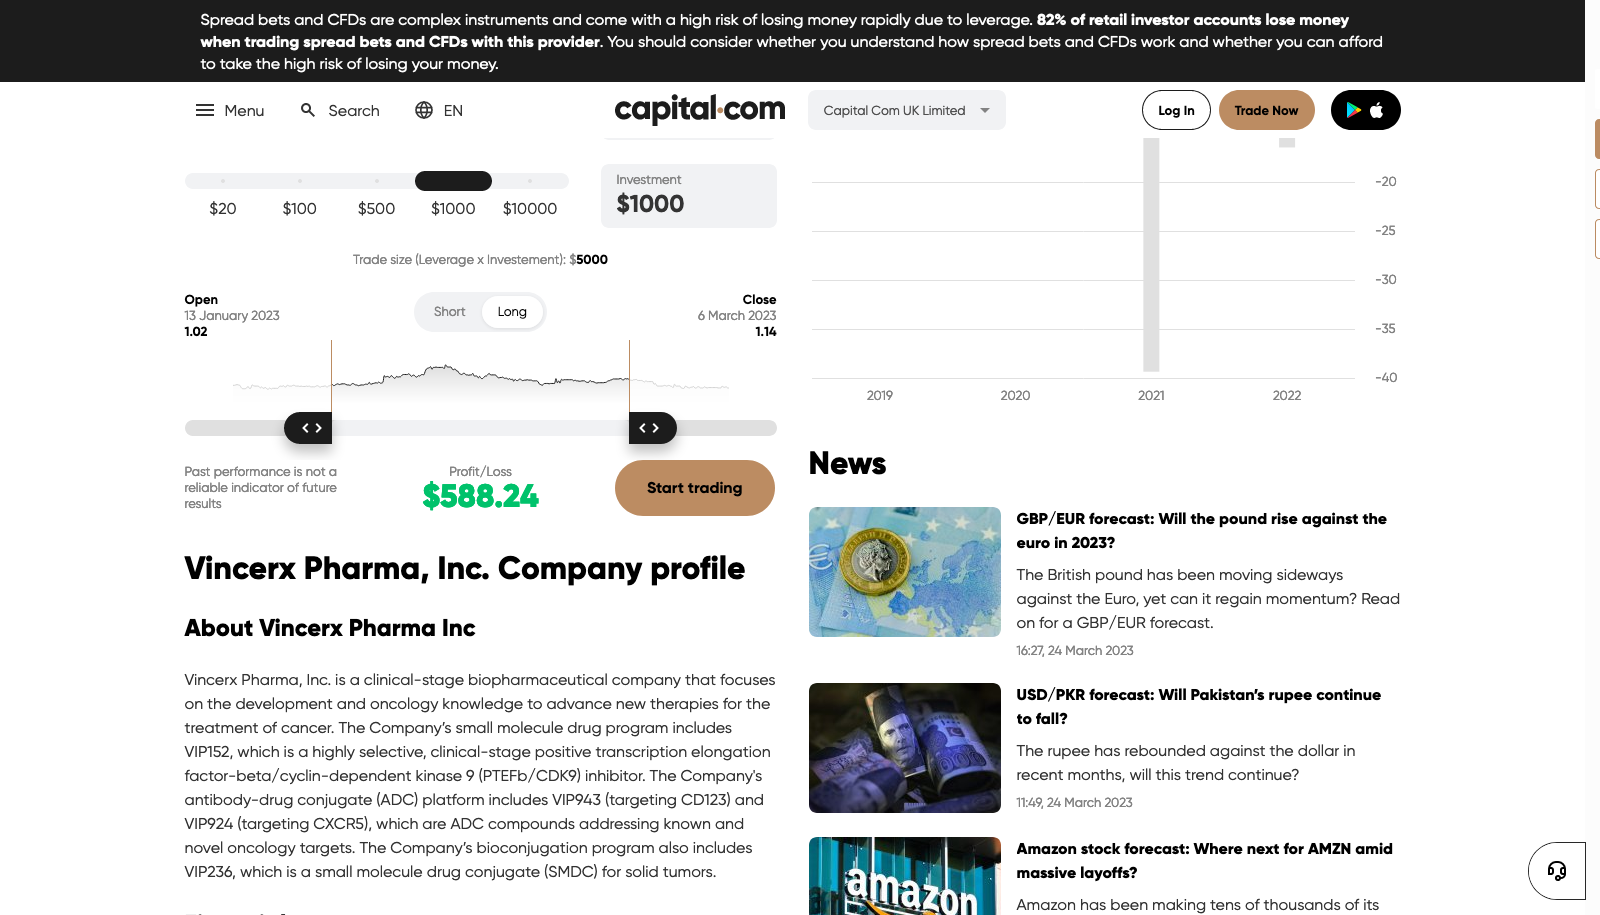 Spread bets and CFDs are complex instruments and come with a high risk of losing money rapidly due to leverage. 82% of retail investor accounts lose money
when trading spread bets and CFDs with this provider. You should consider whether you understand how spread bets and CFDs work and whether you can afford
to take the high risk of losing your money.
Menu
Search
EN
capital.com
Capital Com UK Limited
Log In
Trade Now
$20
$100
$500
$1000
$10000
Investment
$1000
Trade size (Leverage x Investement): $5000
Open
13 January 2023
1.02
Short
Long
Close
6 March 2023
1.14
Past performance is not a
reliable indicator of future
results
Profit/Loss
$588.24
Start trading
Vincerx Pharma, Inc. Company profile
About Vincerx Pharma Inc
Vincerx Pharma, Inc. is a clinical-stage biopharmaceutical company that focuses
on the development and oncology knowledge to advance new therapies for the
treatment of cancer. The Company's small molecule drug program includes
VIP152, which is a highly selective, clinical-stage positive transcription elongation
factor-beta/cyclin-dependent kinase 9 (PTEFb/CDK9) inhibitor. The Company's
antibody-drug conjugate (ADC) platform includes VIP943 (targeting CD123) and
VIP924 (targeting CXCR5), which are ADC compounds addressing known and
novel oncology targets. The Company's bioconjugation program also includes
VIP236, which is a small molecule drug conjugate (SMDC) for solid tumors.
-20
-25
-30
-35
-40
2019
2020
2021
2022
News
GBP/EUR forecast: Will the pound rise against the
euro in 2023?
The British pound has been moving sideways
against the Euro, yet can it regain momentum? Read
on for a GBP/EUR forecast.
16:27, 24 March 2023
USD/PKR forecast: Will Pakistan's rupee continue
to fall?
The rupee has rebounded against the dollar in
recent months, will this trend continue?
11:49, 24 March 2023
amazon
Amazon stock forecast: Where next for AMZN amid
massive layoffs?
Amazon has been making tens of thousands of its